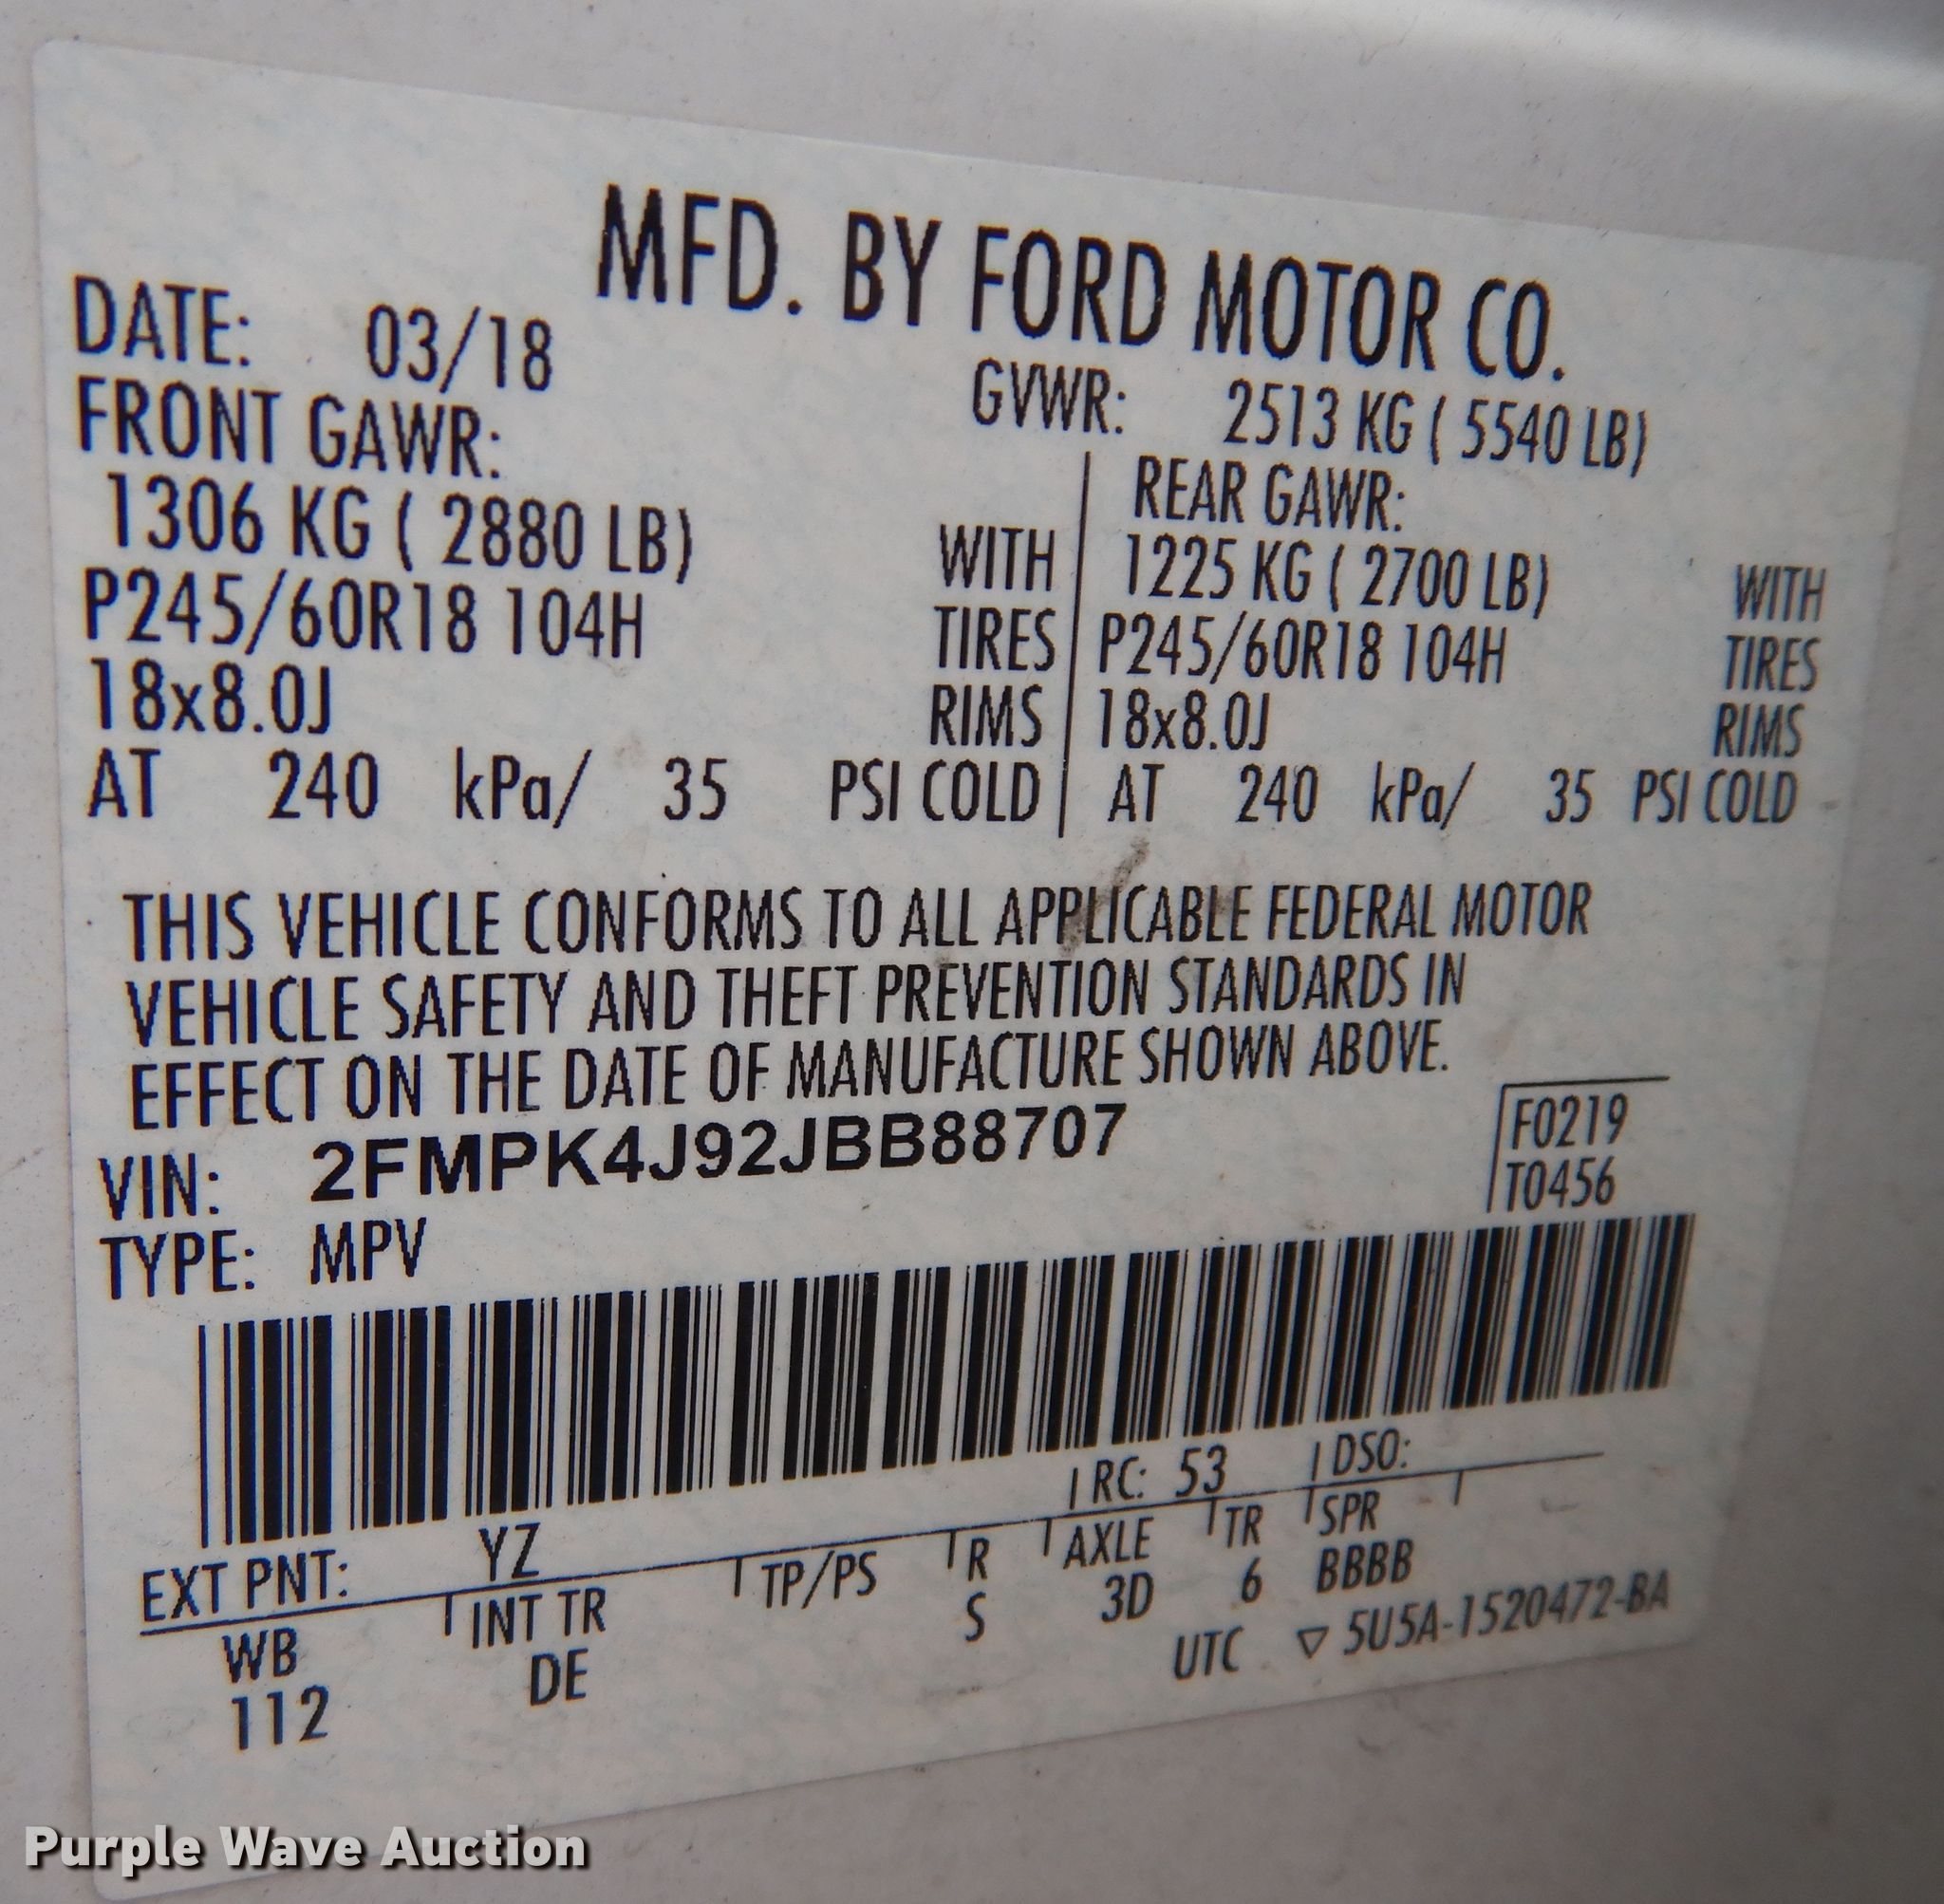 MFD. BY FORD MOTOR CO.
DATE: 03/18
GVWR: 2513 KG ( 5540 LB)
FRONT GAWR:
1306 KG ( 2880 LB) WITH
P245/60R18 104H TIRES
18x8.0J RIMS
AT 240 kPa/ 35 PSI COLD
REAR GAWR:
1225 KG ( 2700 LB) WITH
P245/60R18 104H TIRES
18x8.0J RIMS
AT 240 kPa/ 35 PSI COLD
THIS VEHICLE CONFORMS TO ALL APPLICABLE FEDERAL MOTOR
VEHICLE SAFETY AND THEFT PREVENTION STANDARDS IN
EFFECT ON THE DATE OF MANUFACTURE SHOWN ABOVE.
VIN: 2FMPK4J92JBB88707
F0219
T0456
TYPE: MPV
EXT PNT: YZ RC: 53 DSO:
WB INT TR TP/PS R AXLE TR SPR
112 DE S 3D 6 BBBB
UTC ▽ 5U5A-1520472-BA
Purple Wave Auction